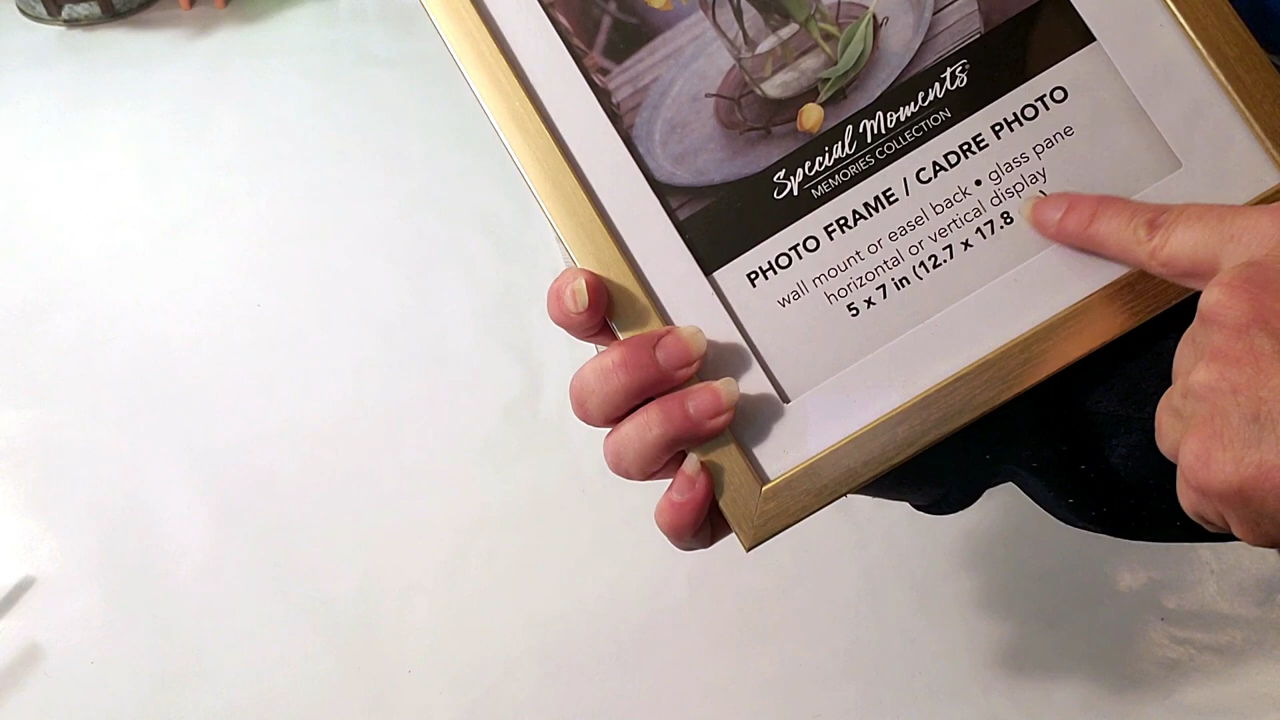 Special Moments®
MEMORIES COLLECTION
PHOTO FRAME / CADRE PHOTO
wall mount or easel back • glass pane
horizontal or vertical display
5 x 7 in (12.7 x 17.8 )